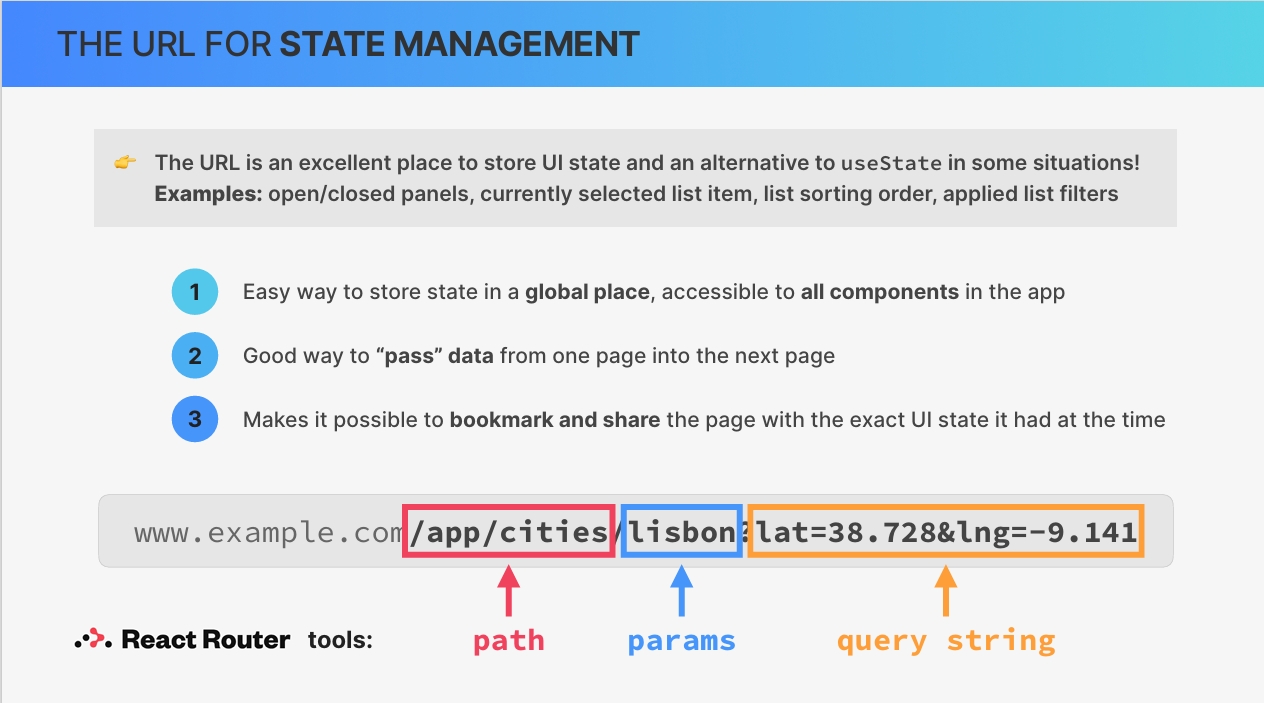 THE URL FOR STATE MANAGEMENT
👉 The URL is an excellent place to store UI state and an alternative to useState in some situations!
Examples: open/closed panels, currently selected list item, list sorting order, applied list filters
1 Easy way to store state in a global place, accessible to all components in the app
2 Good way to “pass” data from one page into the next page
3 Makes it possible to bookmark and share the page with the exact UI state it had at the time
www.example.com/app/cities/lisbon?lat=38.728&lng=-9.141
React Router tools: path params query string